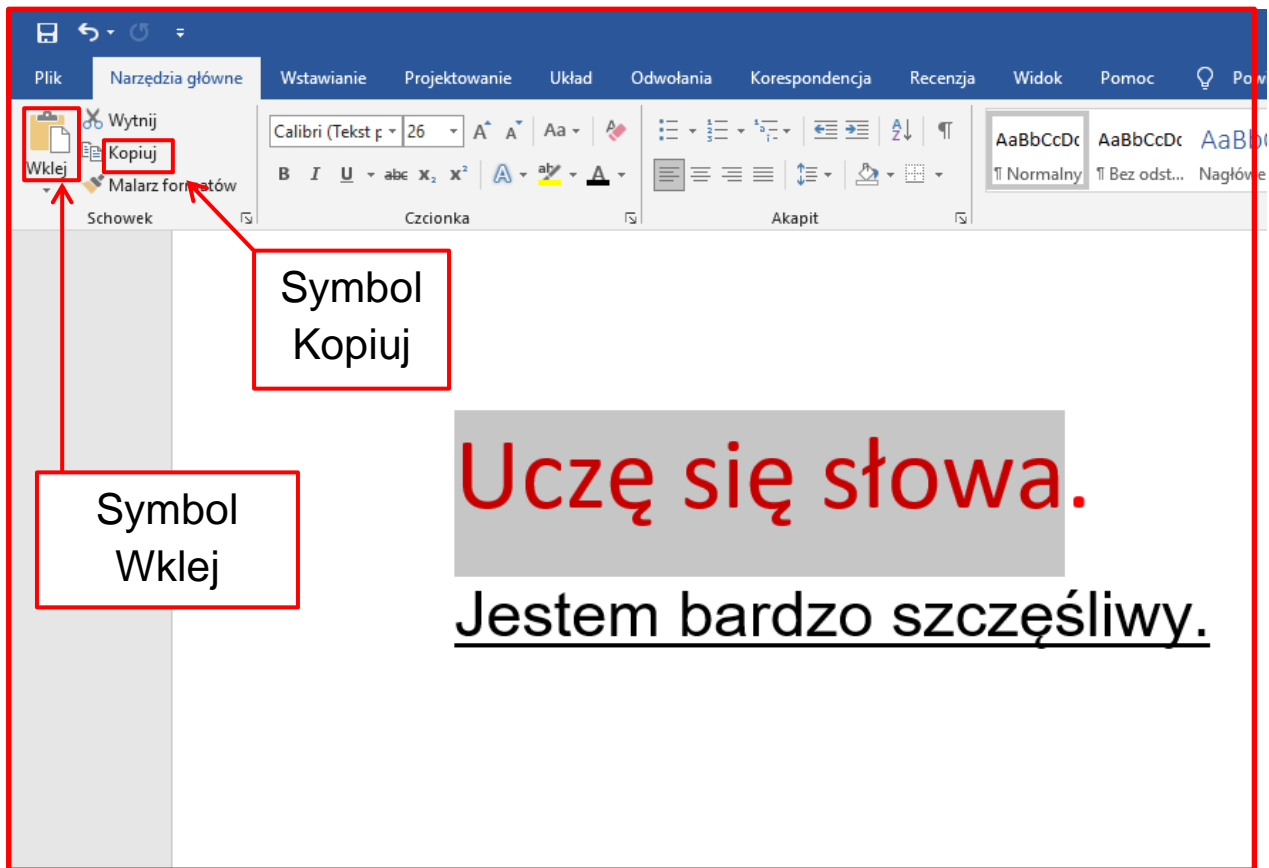 Plik Narzędzia główne Wstawianie Projektowanie Układ Odwołania Korespondencja Recenzja Widok Pomoc
Wklej
Wytnij
Kopiuj
Malarz formatów
Schowek
Calibri (Tekst 26 Aa
B I U abc X₂ X² A aby A
Czcionka
Akapit
AaBbCcDc AaBbCcDc
¶ Normalny ¶ Bez odst...
Symbol
Kopiuj
Symbol
Wklej
Uczę się słowa.
Jestem bardzo szczęśliwy.